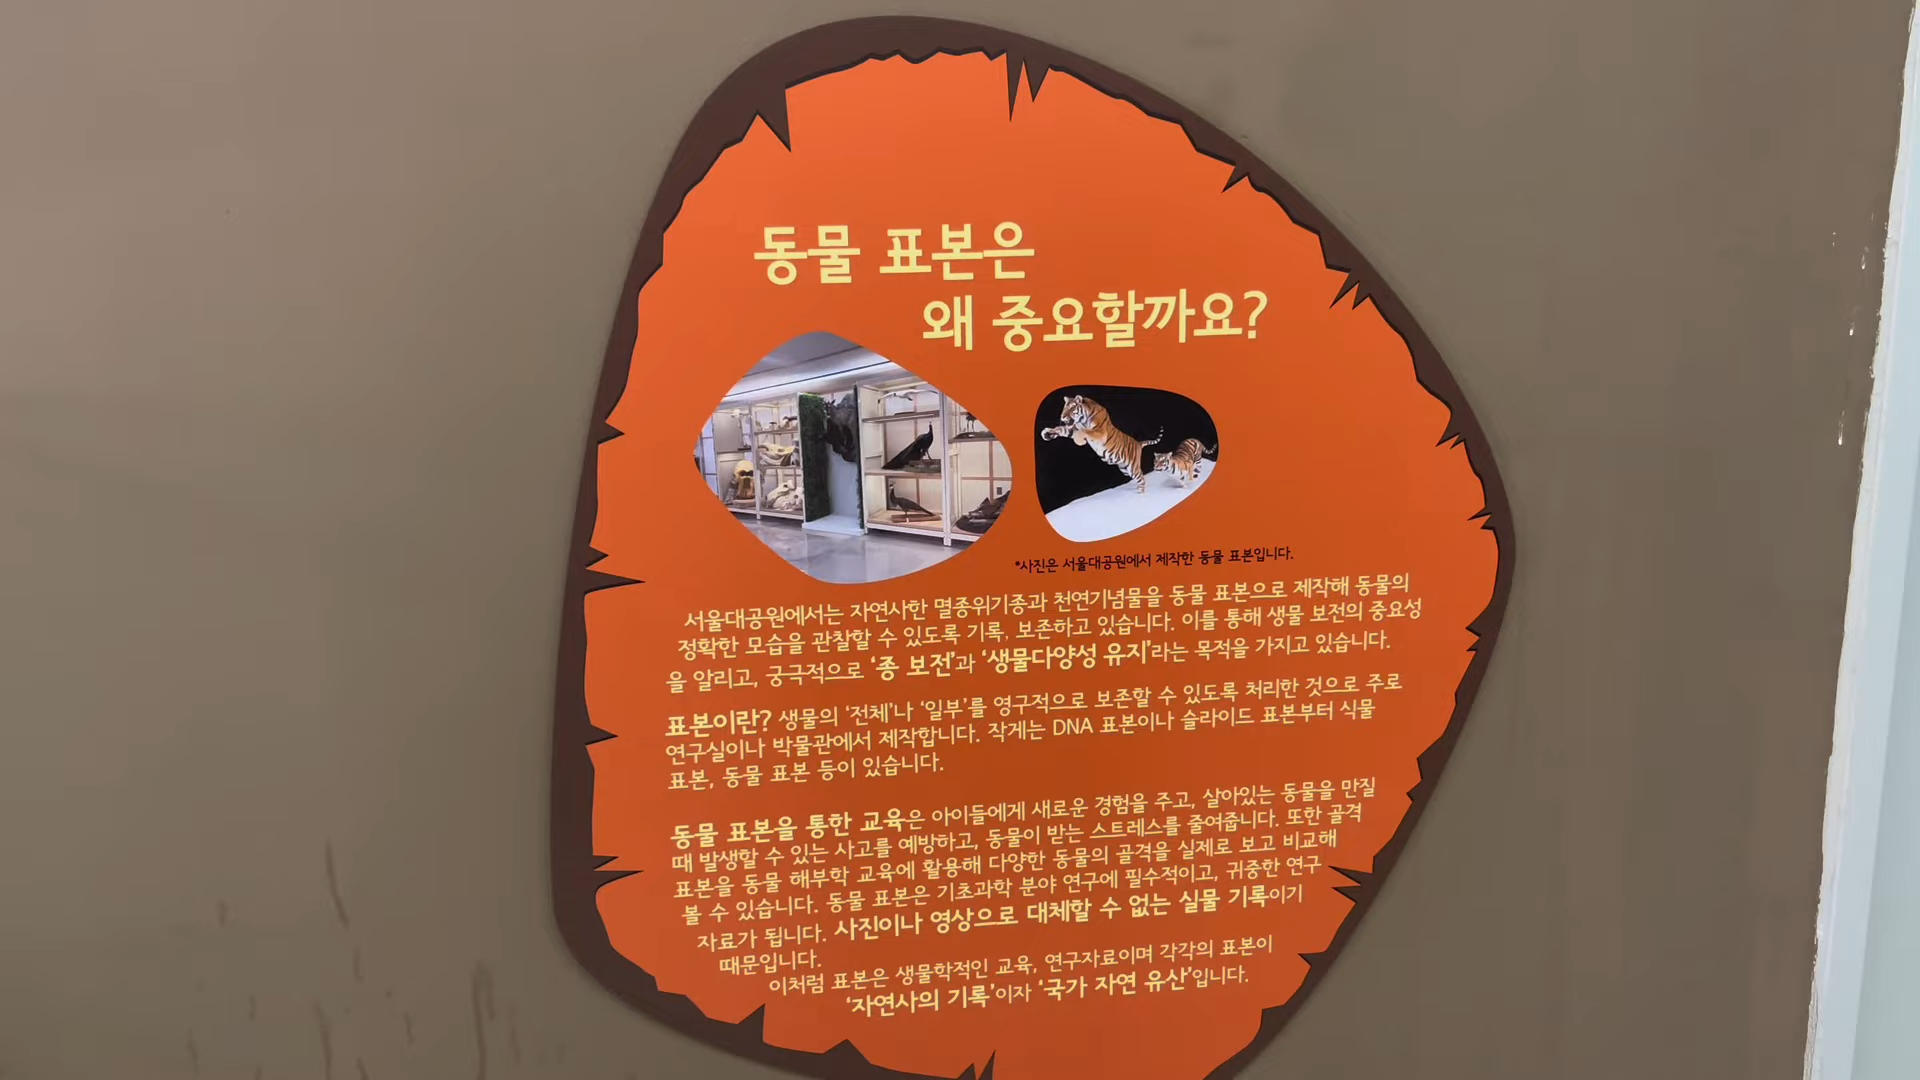 동물 표본은
왜 중요할까요?
*사진은 서울대공원에서 제작한 동물 표본입니다.
서울대공원에서는 자연사한 멸종위기종과 천연기념물을 동물 표본으로 제작해 동물의
정확한 모습을 관찰할 수 있도록 기록, 보존하고 있습니다. 이를 통해 생물 보전의 중요성
을 알리고, 궁극적으로 ‘종 보전’과 ‘생물다양성 유지’라는 목적을 가지고 있습니다.
표본이란? 생물의 ‘전체’나 ‘일부’를 영구적으로 보존할 수 있도록 처리한 것으로 주로
연구실이나 박물관에서 제작합니다. 작게는 DNA 표본이나 슬라이드 표본부터 식물
표본, 동물 표본 등이 있습니다.
동물 표본을 통한 교육은 아이들에게 새로운 경험을 주고, 살아있는 동물을 만질
때 발생할 수 있는 사고를 예방하고, 동물이 받는 스트레스를 줄여줍니다. 또한 골격
표본을 동물 해부학 교육에 활용해 다양한 동물의 골격을 실제로 보고 비교해
볼 수 있습니다. 동물 표본은 기초과학 분야 연구에 필수적이고, 귀중한 연구
자료가 됩니다. 사진이나 영상으로 대체할 수 없는 실물 기록이기
때문입니다.
이처럼 표본은 생물학적인 교육, 연구자료이며 각각의 표본이
‘자연사의 기록’이자 ‘국가 자연 유산’입니다.